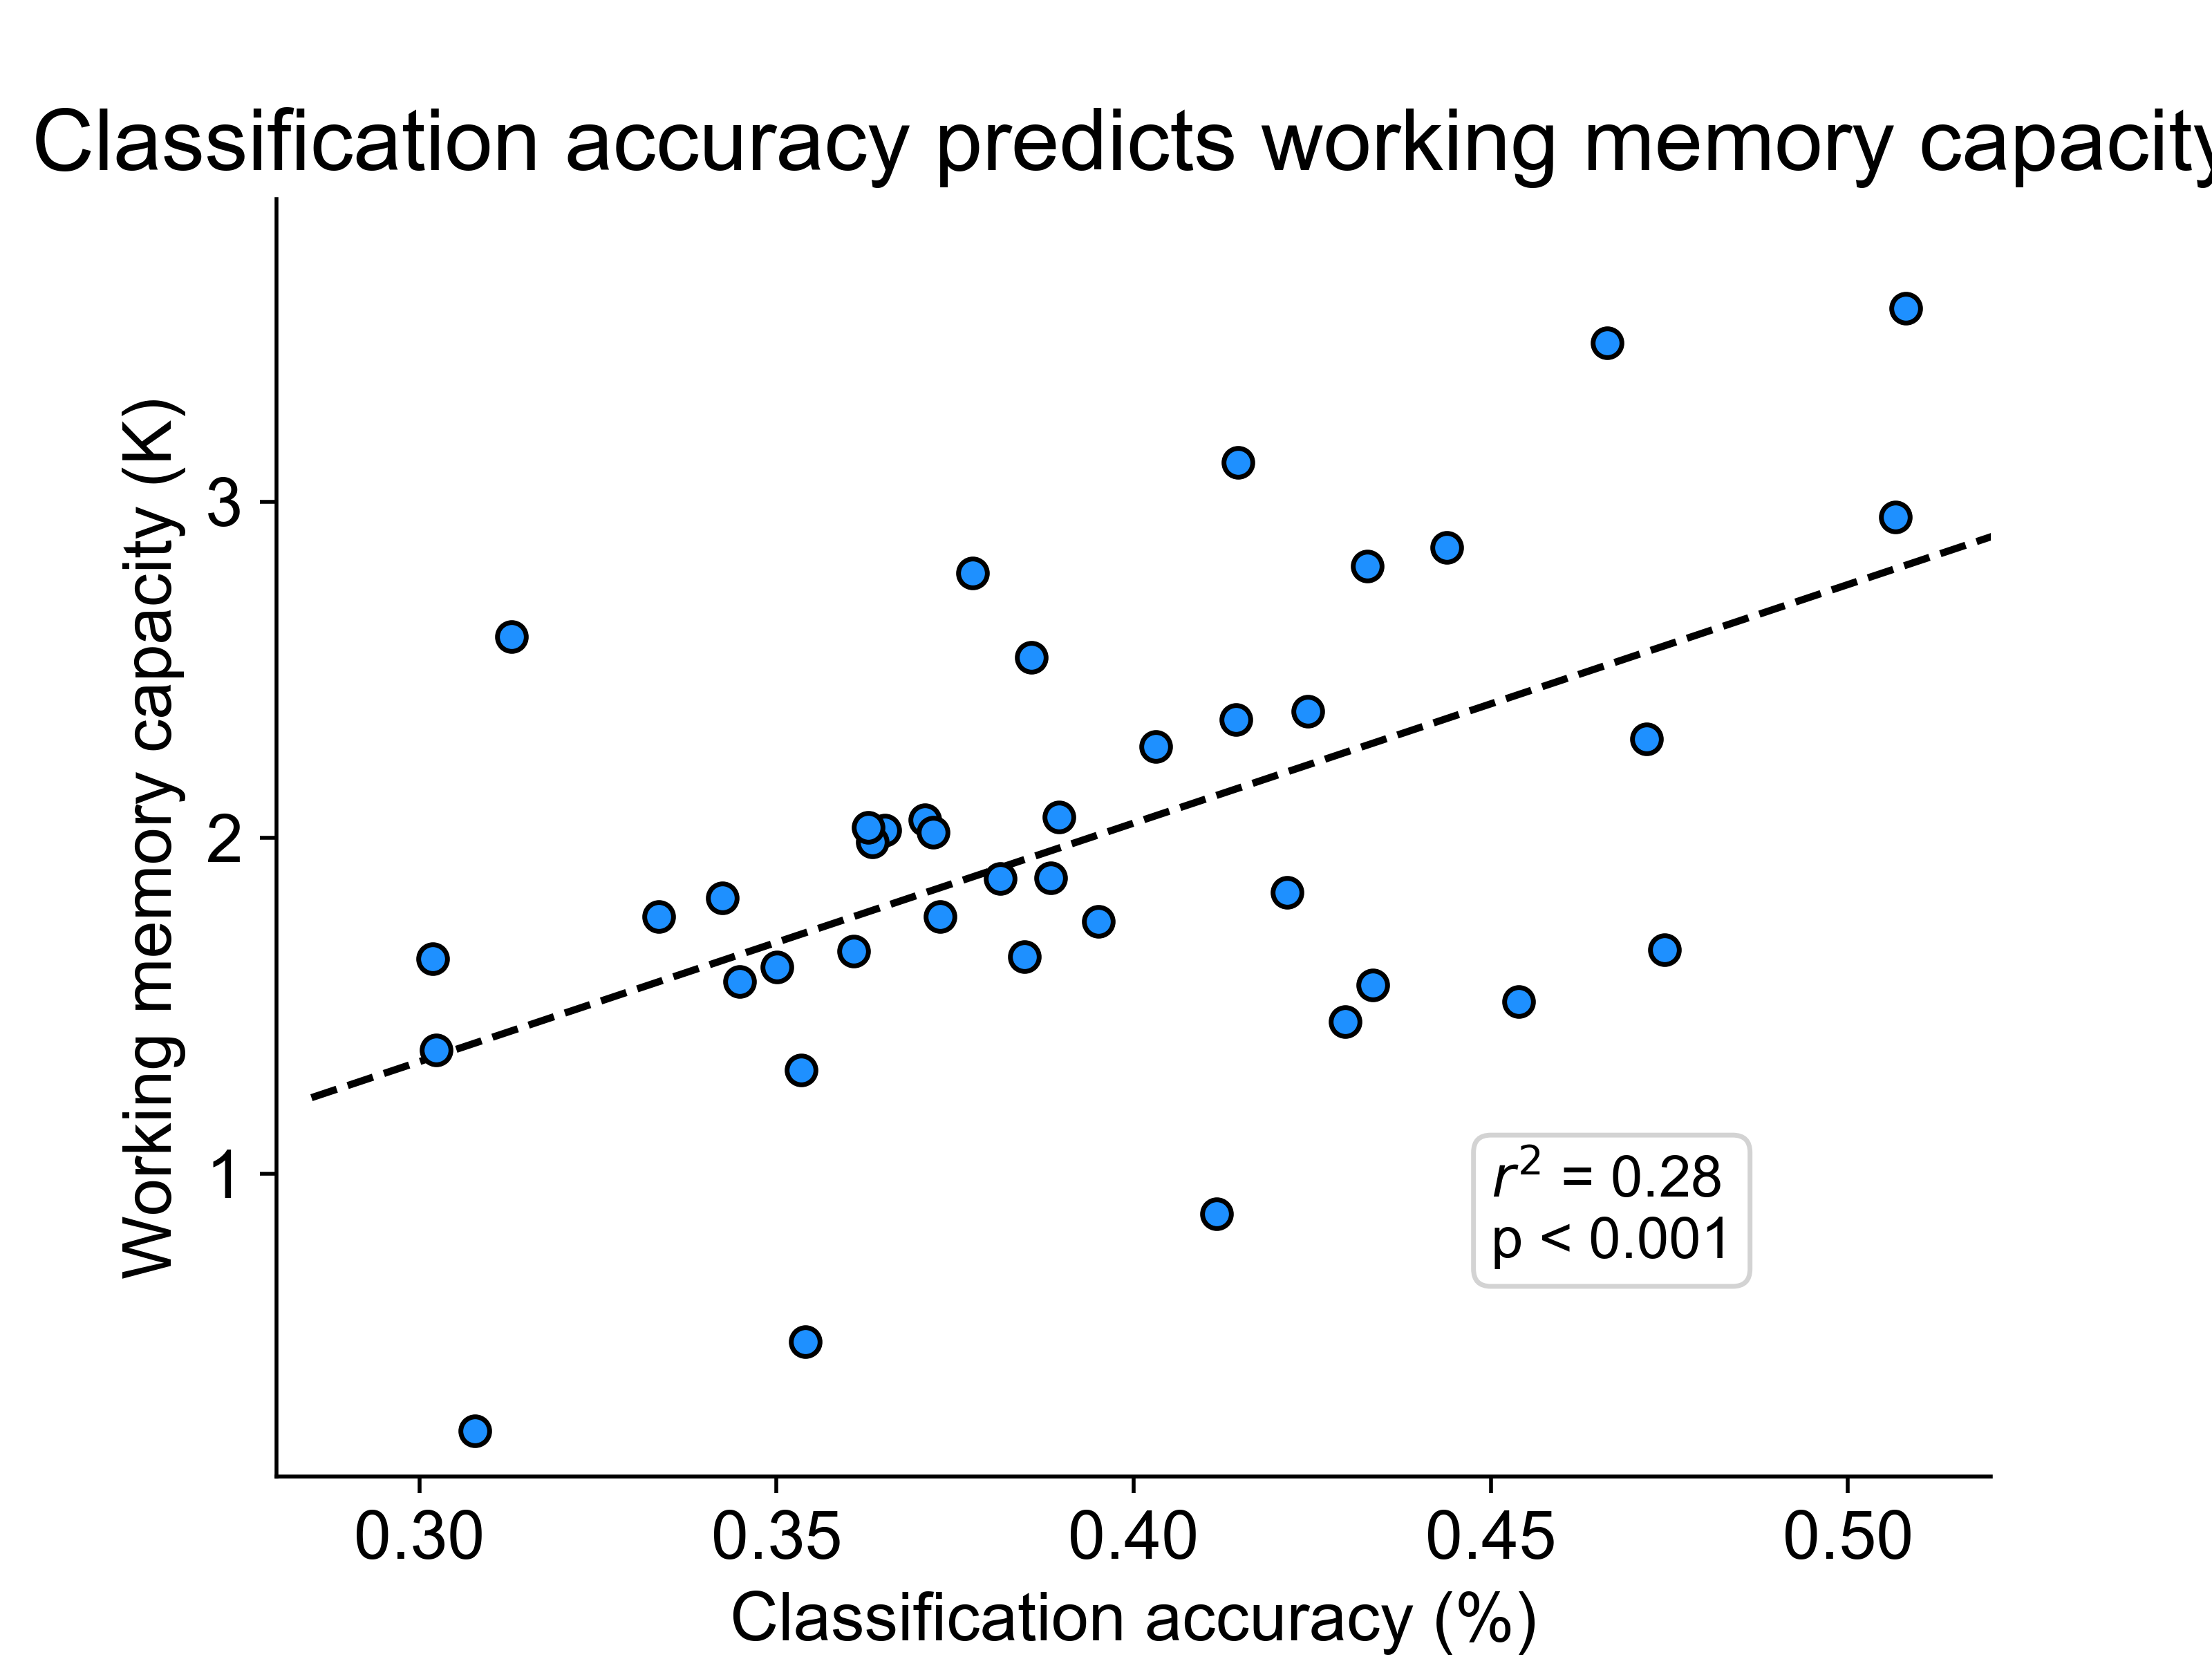 Classification accuracy predicts working memory capacity
Working memory capacity (K)
3
2
1
r² = 0.28
p < 0.001
0.30 0.35 0.40 0.45 0.50
Classification accuracy (%)